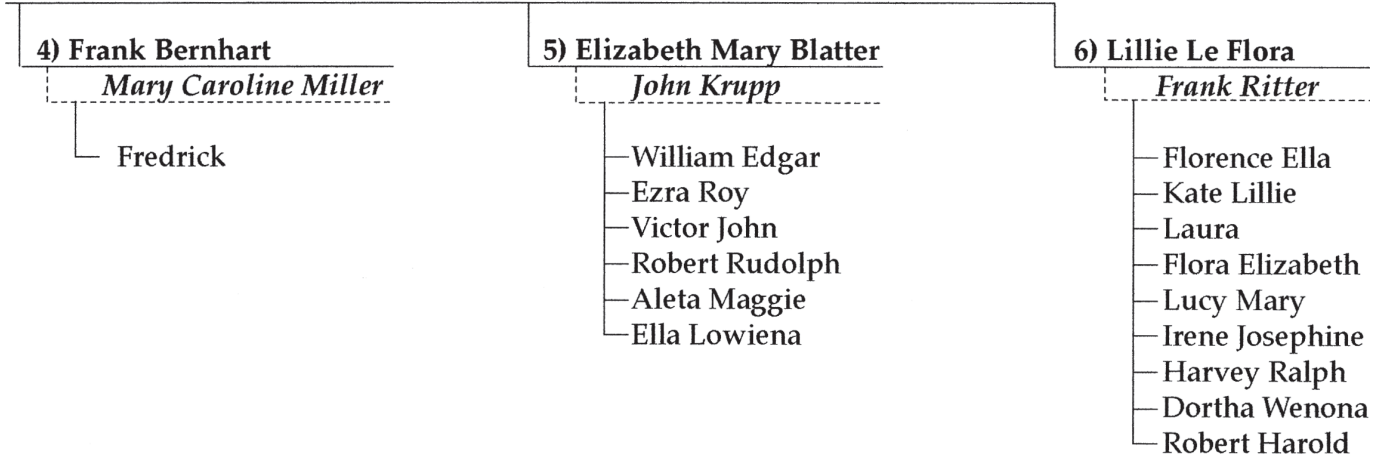 4) Frank Bernhart
Mary Caroline Miller
Fredrick
5) Elizabeth Mary Blatter
John Krupp
William Edgar
Ezra Roy
Victor John
Robert Rudolph
Aleta Maggie
Ella Lowiena
6) Lillie Le Flora
Frank Ritter
Florence Ella
Kate Lillie
Laura
Flora Elizabeth
Lucy Mary
Irene Josephine
Harvey Ralph
Dortha Wenona
Robert Harold